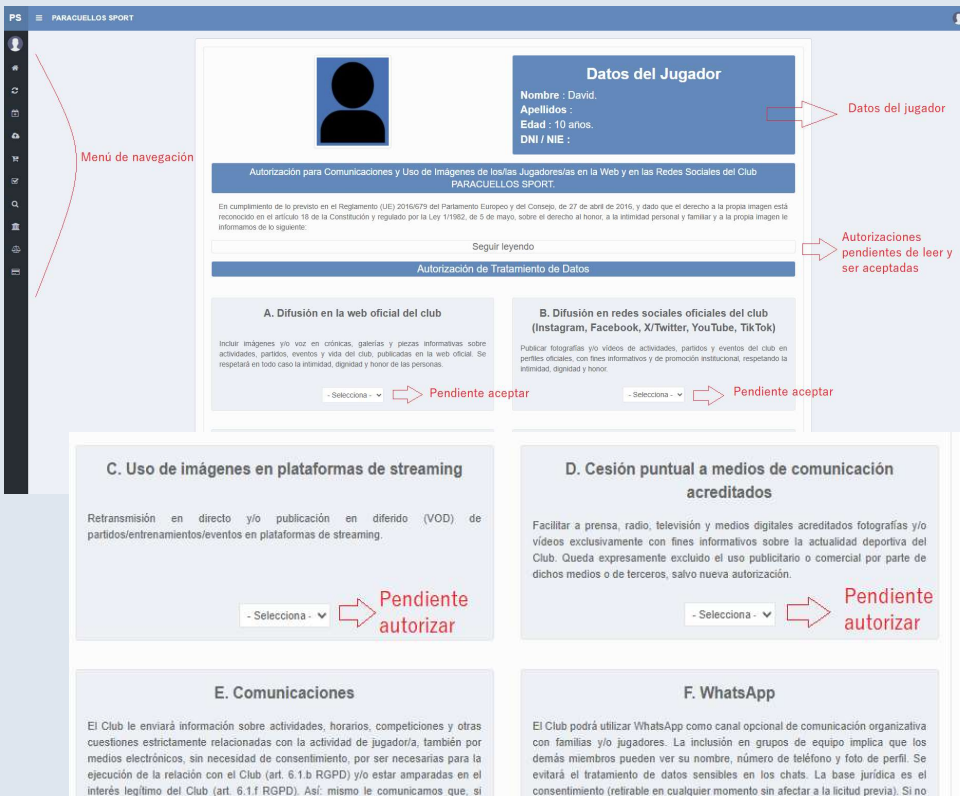 PS ≡ PARACUELLOS SPORT
Menú de navegación
Datos del Jugador
Nombre : David.
Apellidos :
Edad : 10 años.
DNI / NIE :
Datos del jugador
Autorización para Comunicaciones y Uso de Imágenes de los/las Jugadores/as en la Web y en las Redes Sociales del Club
PARACUELLOS SPORT.
En cumplimiento de lo previsto en el Reglamento (UE) 2016/679 del Parlamento Europeo y del Consejo, de 27 de abril de 2016, y dado que el derecho a la propia imagen está
reconocido en el artículo 18 de la Constitución y regulado por la Ley 1/1982, de 5 de mayo, sobre el derecho al honor, a la intimidad personal y familiar y a la propia imagen le
informamos de lo siguiente:
Seguir leyendo
Autorizaciones
pendientes de leer y
ser aceptadas
Autorización de Tratamiento de Datos
A. Difusión en la web oficial del club
Incluir imágenes y/o voz en crónicas, galerías y piezas informativas sobre
actividades, partidos, eventos y vida del club, publicadas en la web oficial. Se
respetará en todo caso la intimidad, dignidad y honor de las personas.
- Selecciona -
Pendiente aceptar
B. Difusión en redes sociales oficiales del club
(Instagram, Facebook, X/Twitter, YouTube, TikTok)
Publicar fotografías y/o vídeos de actividades, partidos y eventos del club en
perfiles oficiales, con fines informativos y de promoción institucional, respetando la
intimidad, dignidad y honor.
- Selecciona -
Pendiente aceptar
C. Uso de imágenes en plataformas de streaming
Retransmisión en directo y/o publicación en diferido (VOD) de
partidos/entrenamientos/eventos en plataformas de streaming.
- Selecciona -
Pendiente
autorizar
D. Cesión puntual a medios de comunicación
acreditados
Facilitar a prensa, radio, televisión y medios digitales acreditados fotografías y/o
vídeos exclusivamente con fines informativos sobre la actualidad deportiva del
Club. Queda expresamente excluido el uso publicitario o comercial por parte de
dichos medios o de terceros, salvo nueva autorización.
- Selecciona -
Pendiente
autorizar
E. Comunicaciones
El Club le enviará información sobre actividades, horarios, competiciones y otras
cuestiones estrictamente relacionadas con la actividad de jugador/a, también por
medios electrónicos, sin necesidad de consentimiento, por ser necesarias para la
ejecución de la relación con el Club (art. 6.1.b RGPD) y/o estar amparadas en el
interés legítimo del Club (art. 6.1.f RGPD). Así: mismo le comunicamos que, si
F. WhatsApp
El Club podrá utilizar WhatsApp como canal opcional de comunicación organizativa
con familias y/o jugadores. La inclusión en grupos de equipo implica que los
demás miembros pueden ver su nombre, número de teléfono y foto de perfil. Se
evitará el tratamiento de datos sensibles en los chats. La base jurídica es el
consentimiento (retirable en cualquier momento sin afectar a la licitud previa). Si no